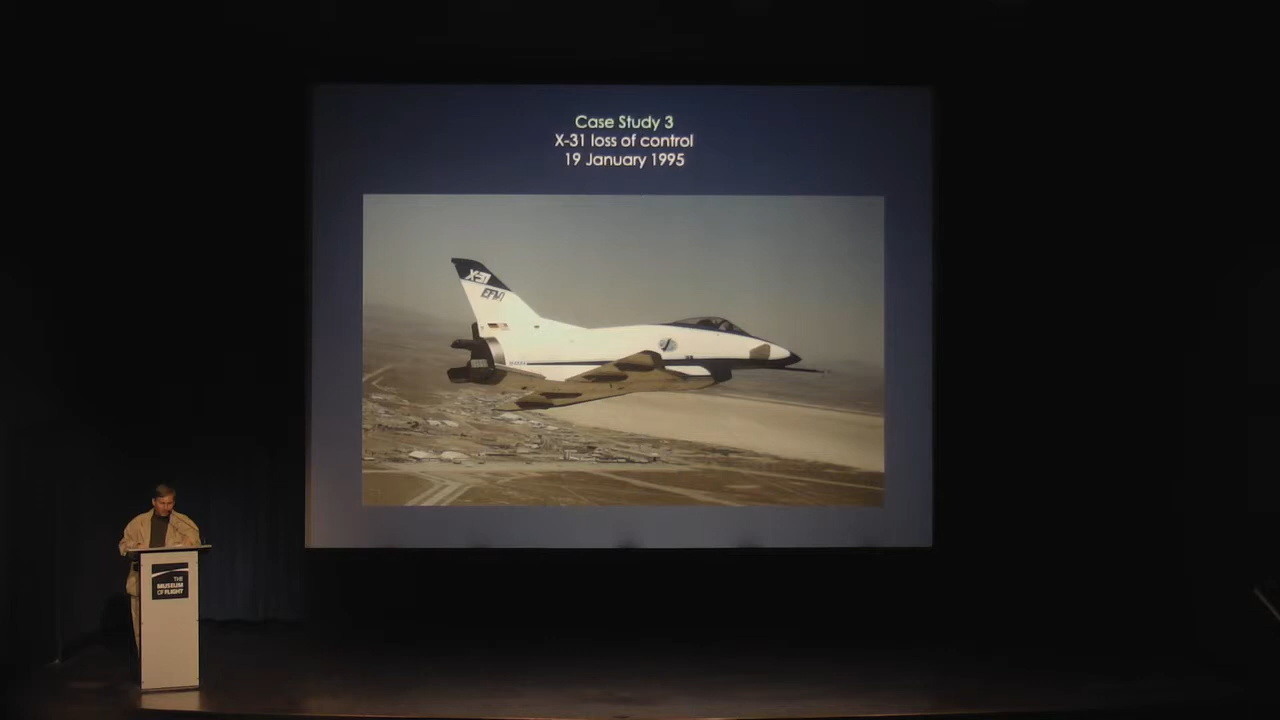 Case Study 3
X-31 loss of control
19 January 1995
X-31
EFM
THE
MUSEUM
OF FLIGHT